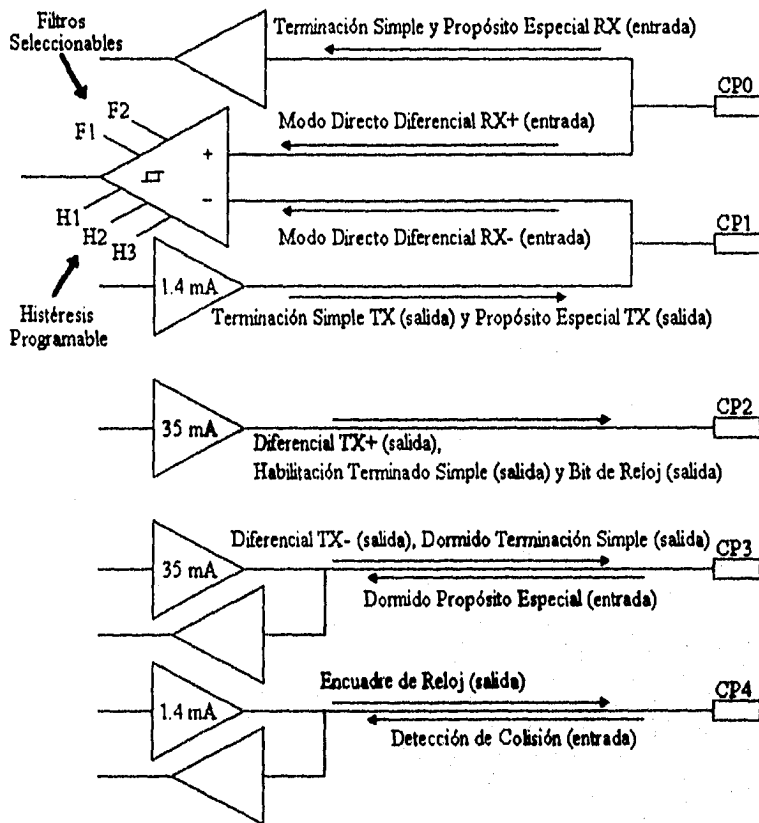 Filtros
Seleccionables
Terminación Simple y Propósito Especial RX (entrada)
CP0
F2
F1
Modo Directo Diferencial RX+ (entrada)
+
−
H1
H2
H3
Modo Directo Diferencial RX- (entrada)
CP1
1.4 mA
Histéresis
Programable
Terminación Simple TX (salida) y Propósito Especial TX (salida)
35 mA
CP2
Diferencial TX+ (salida),
Habilitación Terminado Simple (salida) y Bit de Reloj (salida)
Diferencial TX- (salida), Dormido Terminación Simple (salida)
CP3
35 mA
Dormido Propósito Especial (entrada)
Encuadre de Reloj (salida)
CP4
1.4 mA
Detección de Colisión (entrada)